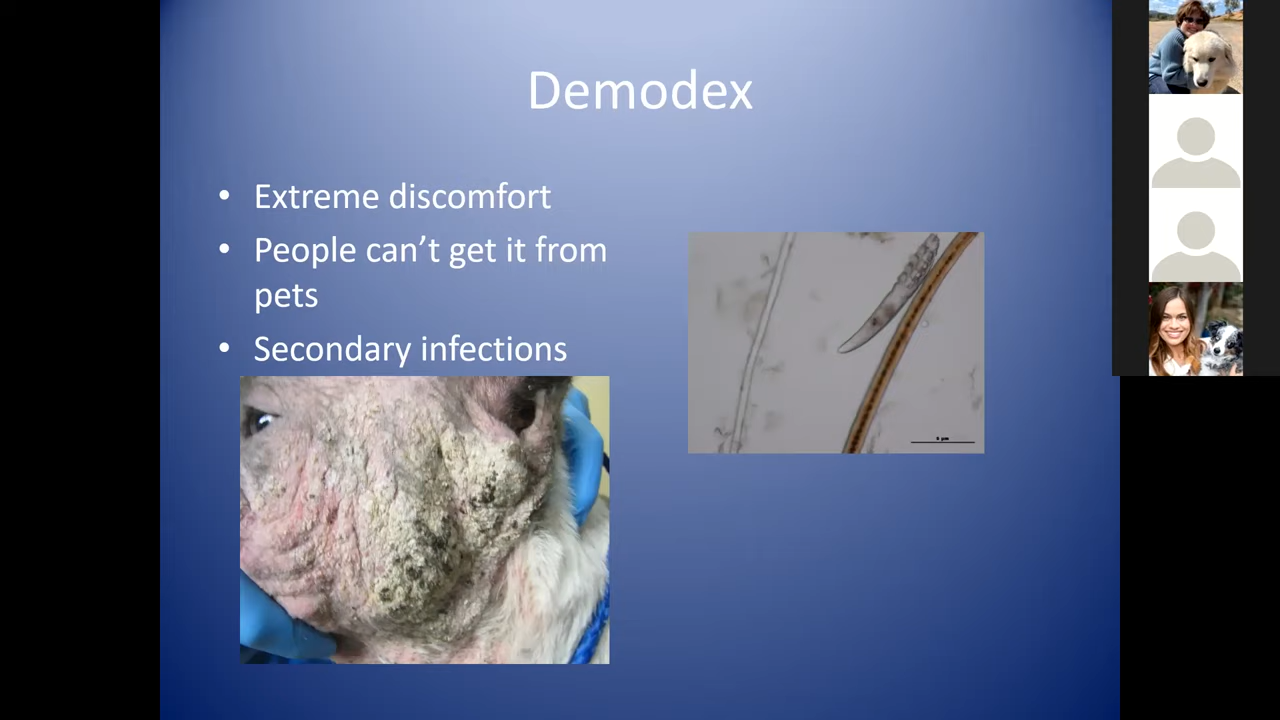 Demodex
• Extreme discomfort
• People can’t get it from
pets
• Secondary infections